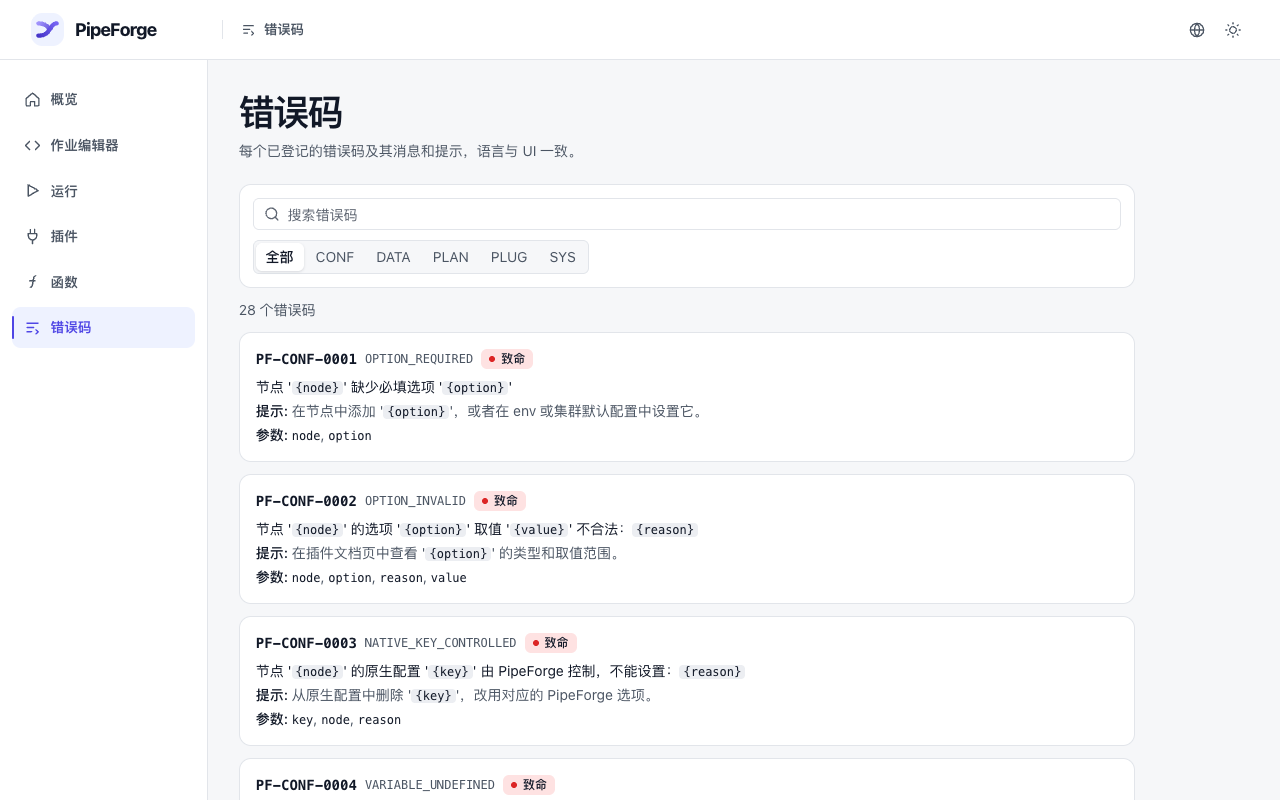 PipeForge
错误码
概览
作业编辑器
运行
插件
函数
错误码
错误码
每个已登记的错误码及其消息和提示，语言与 UI 一致。
搜索错误码
全部 CONF DATA PLAN PLUG SYS
28 个错误码
PF-CONF-0001 OPTION_REQUIRED 致命
节点 '{node}' 缺少必填选项 '{option}'
提示: 在节点中添加 '{option}'，或者在 env 或集群默认配置中设置它。
参数: node, option
PF-CONF-0002 OPTION_INVALID 致命
节点 '{node}' 的选项 '{option}' 取值 '{value}' 不合法：{reason}
提示: 在插件文档页中查看 '{option}' 的类型和取值范围。
参数: node, option, reason, value
PF-CONF-0003 NATIVE_KEY_CONTROLLED 致命
节点 '{node}' 的原生配置 '{key}' 由 PipeForge 控制，不能设置：{reason}
提示: 从原生配置中删除 '{key}'，改用对应的 PipeForge 选项。
参数: key, node, reason
PF-CONF-0004 VARIABLE_UNDEFINED 致命